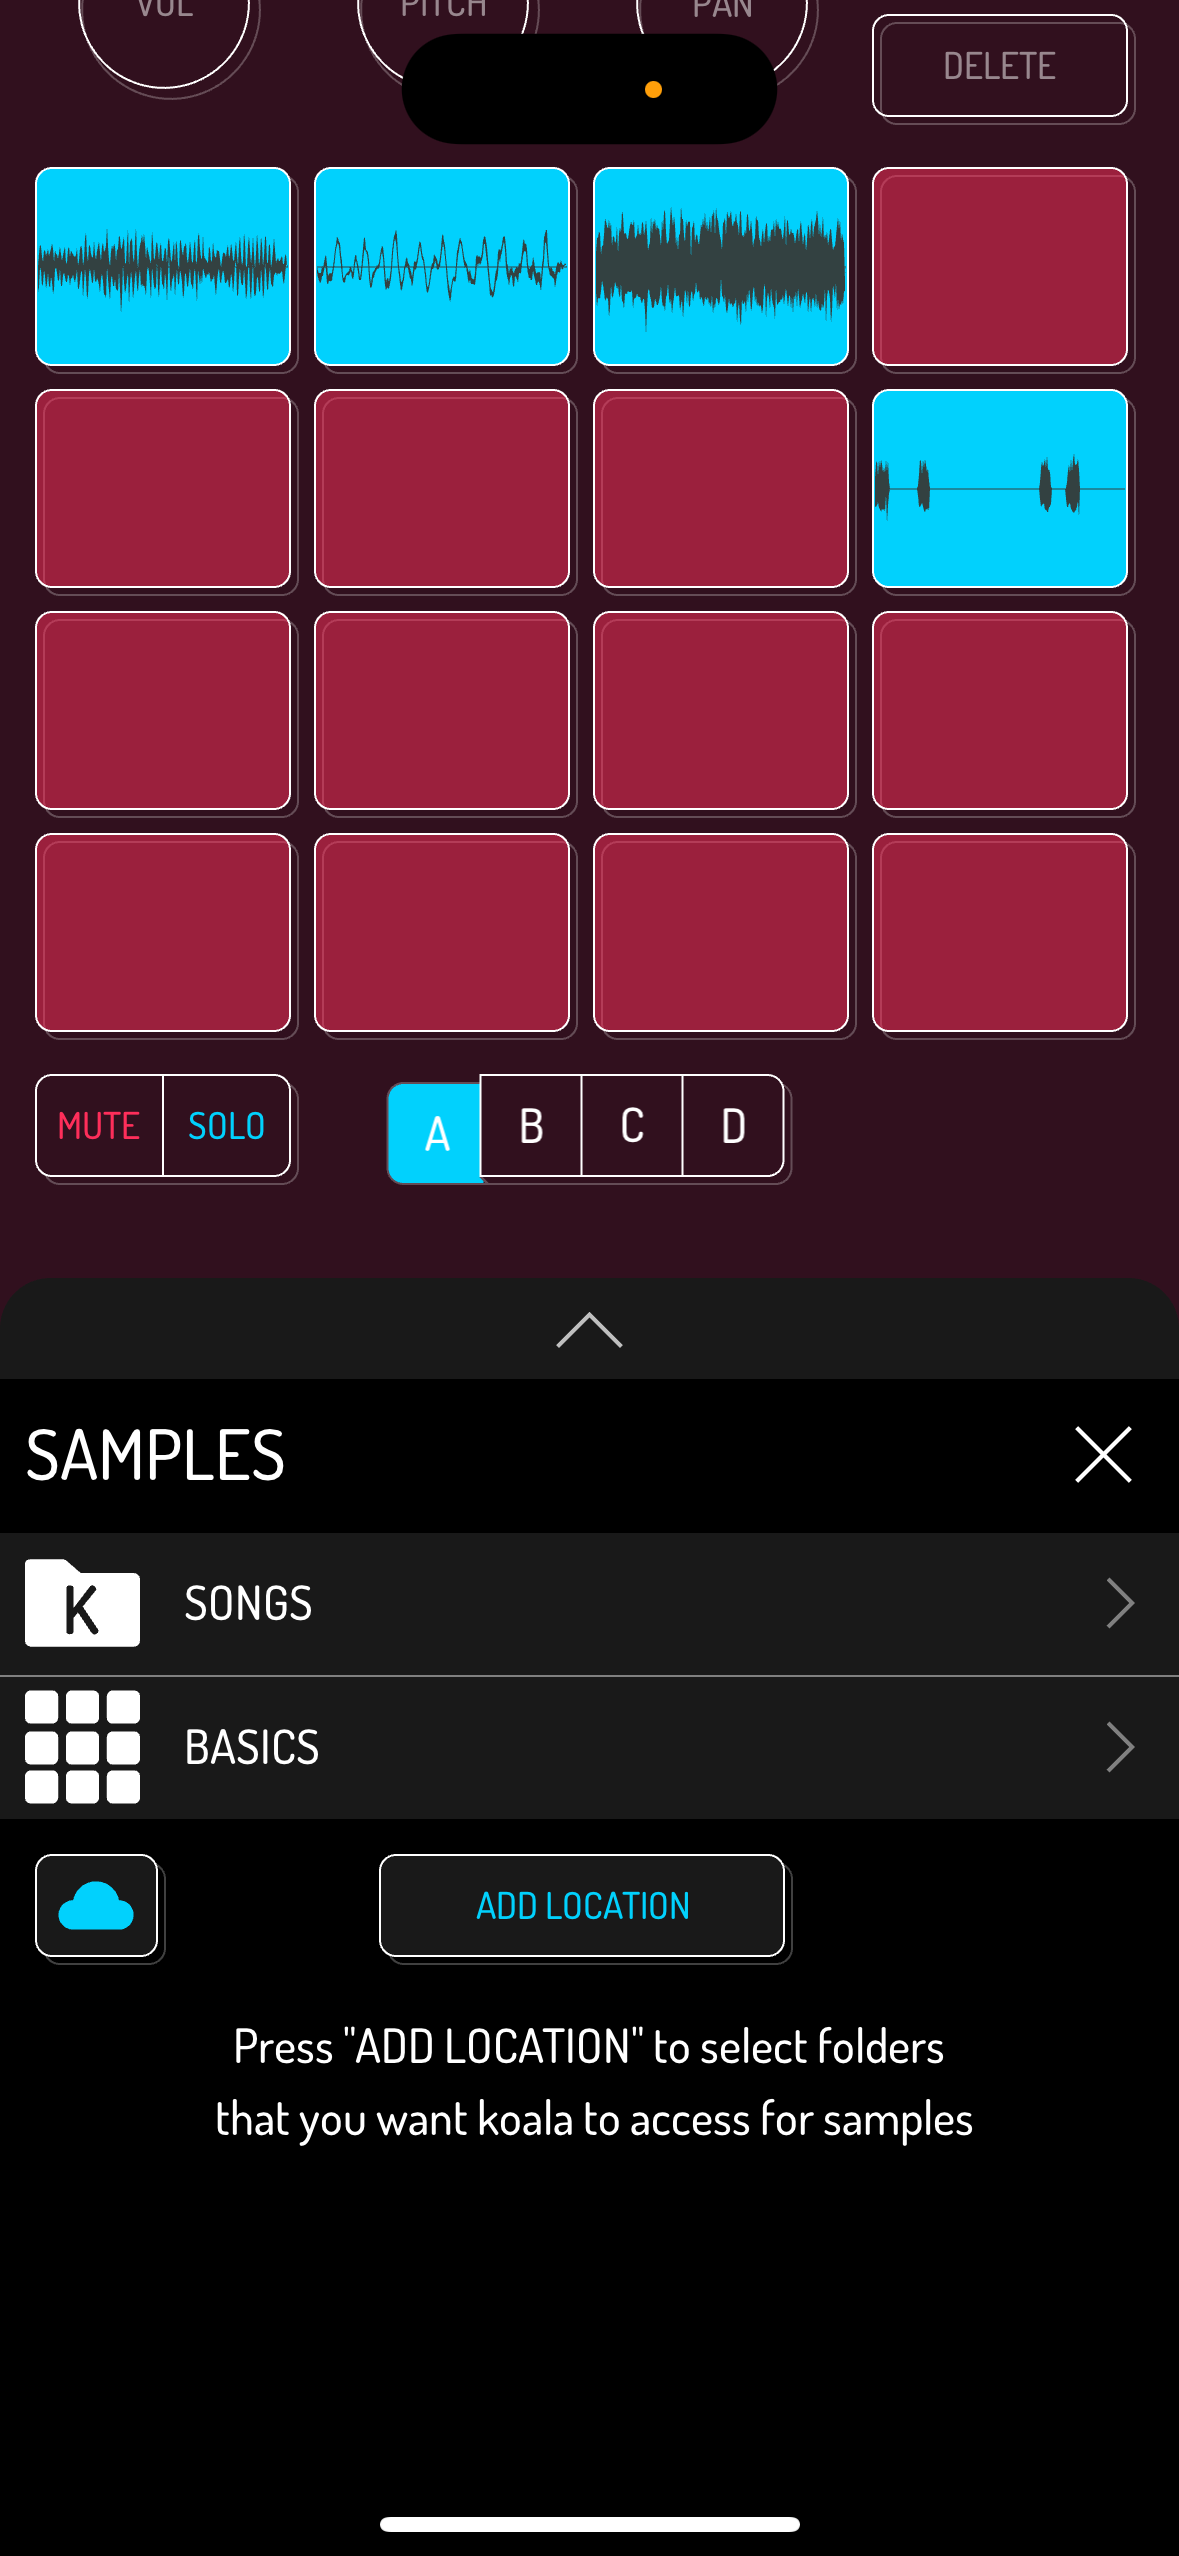 VOL PITCH PAN
DELETE
MUTE SOLO A B C D
SAMPLES
K SONGS
BASICS
ADD LOCATION
Press "ADD LOCATION" to select folders
that you want koala to access for samples